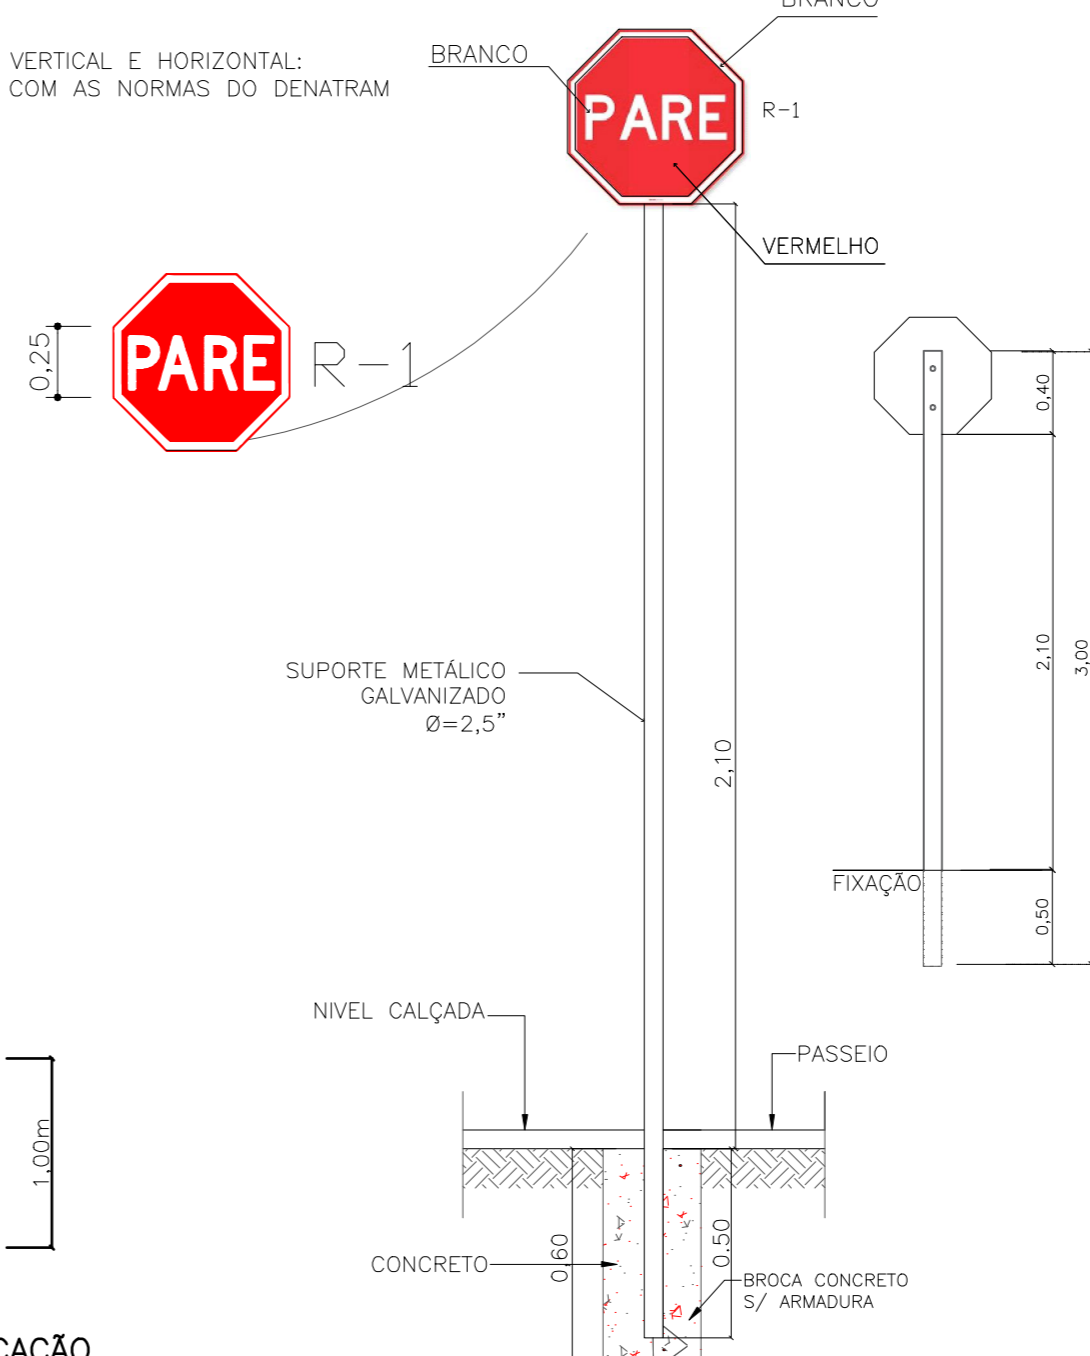 BRANCO
VERTICAL E HORIZONTAL:
COM AS NORMAS DO DENATRAM
BRANCO
PARE
R-1
VERMELHO
0,25
PARE
R-1
0,40
SUPORTE METÁLICO
GALVANIZADO
Ø=2,5”
2,10
2,10
3,00
FIXAÇÃO
0,50
NIVEL CALÇADA
PASSEIO
1,00m
0,60
0.50
CONCRETO
BROCA CONCRETO
S/ ARMADURA